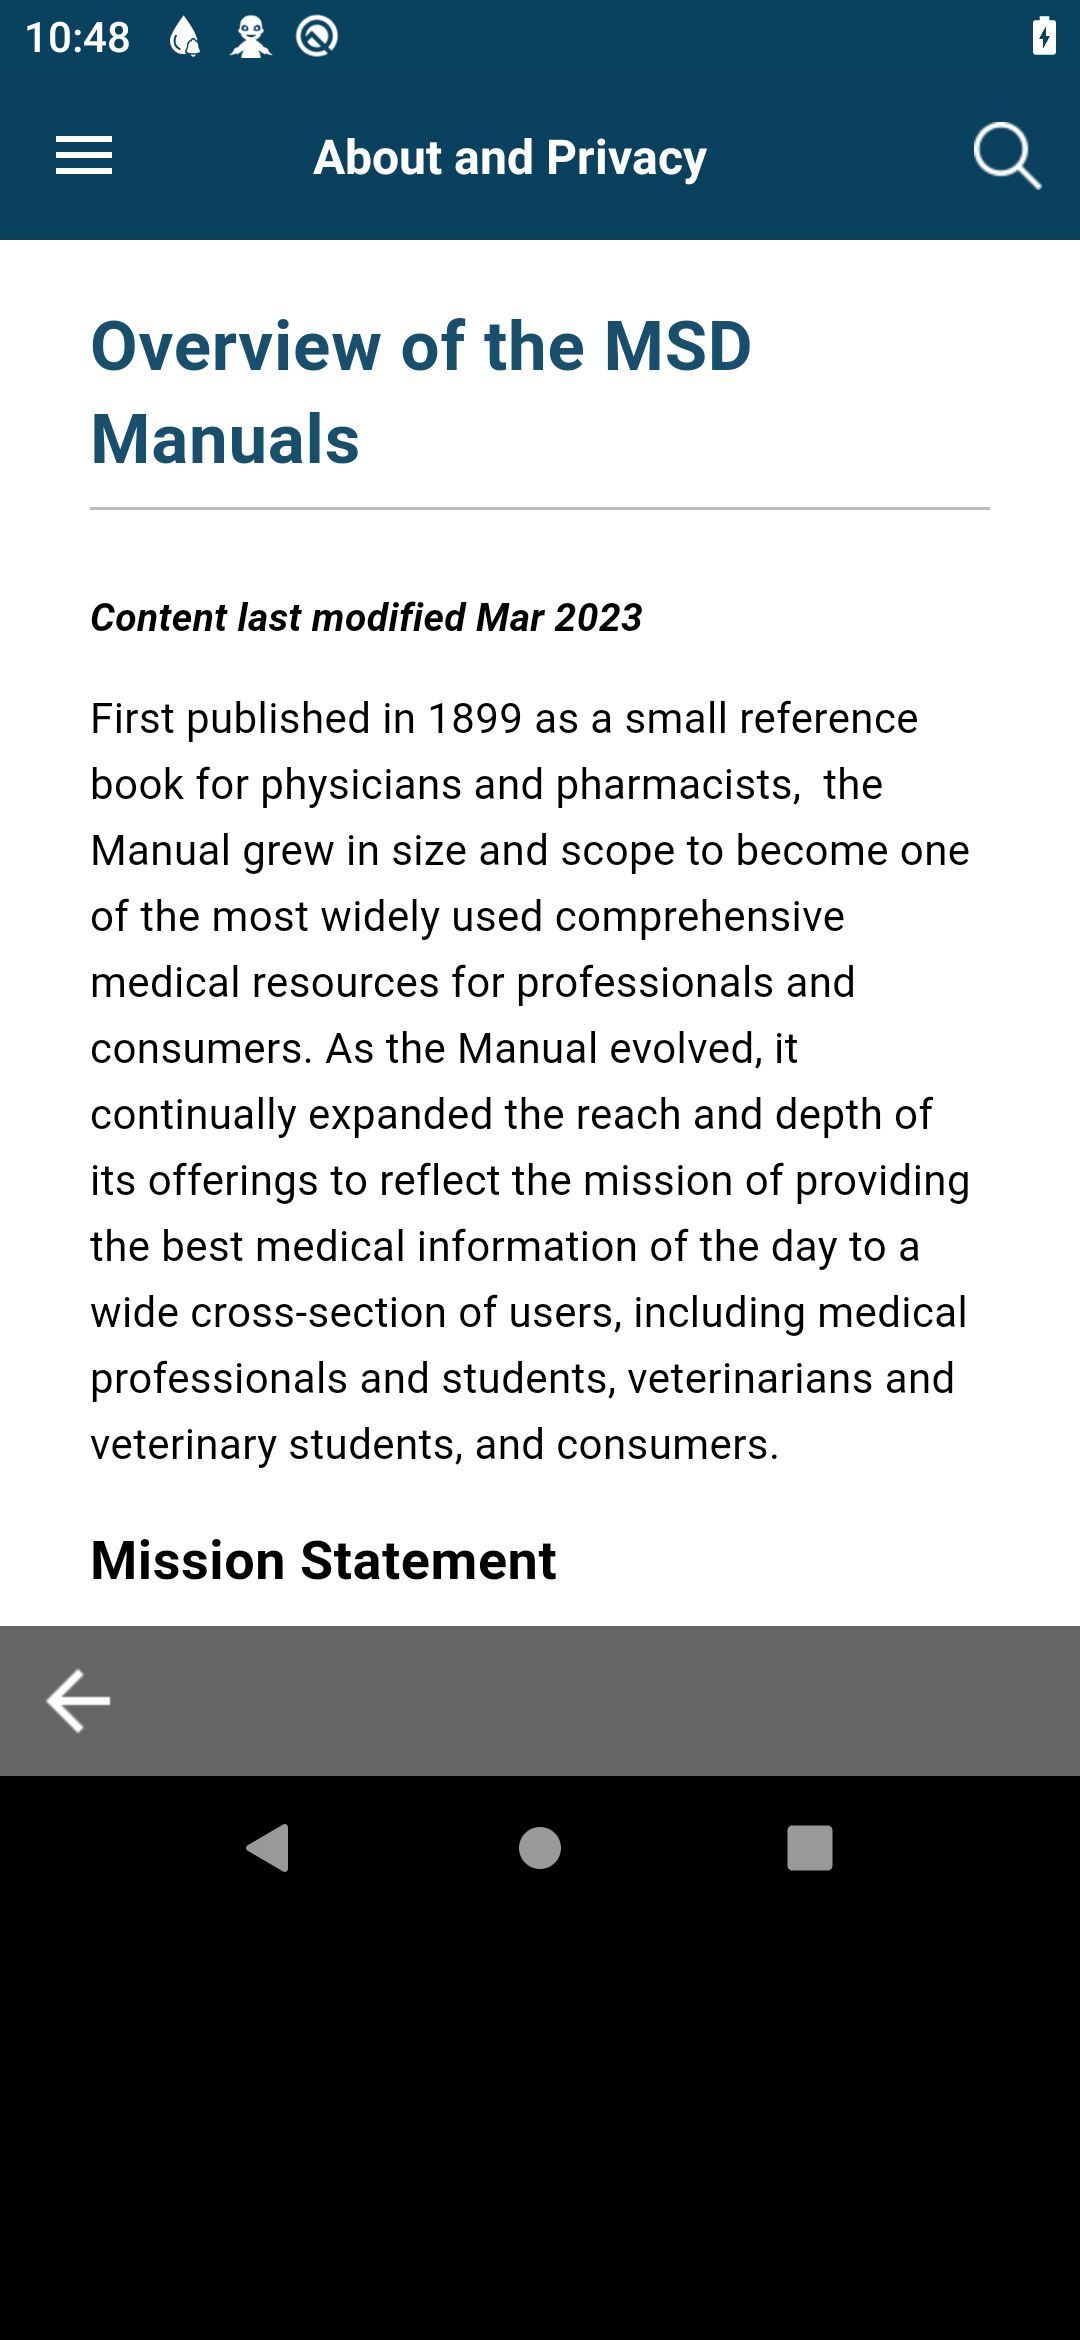 10:48
About and Privacy
Overview of the MSD
Manuals
Content last modified Mar 2023
First published in 1899 as a small reference
book for physicians and pharmacists,  the
Manual grew in size and scope to become one
of the most widely used comprehensive
medical resources for professionals and
consumers. As the Manual evolved, it
continually expanded the reach and depth of
its offerings to reflect the mission of providing
the best medical information of the day to a
wide cross-section of users, including medical
professionals and students, veterinarians and
veterinary students, and consumers.
Mission Statement